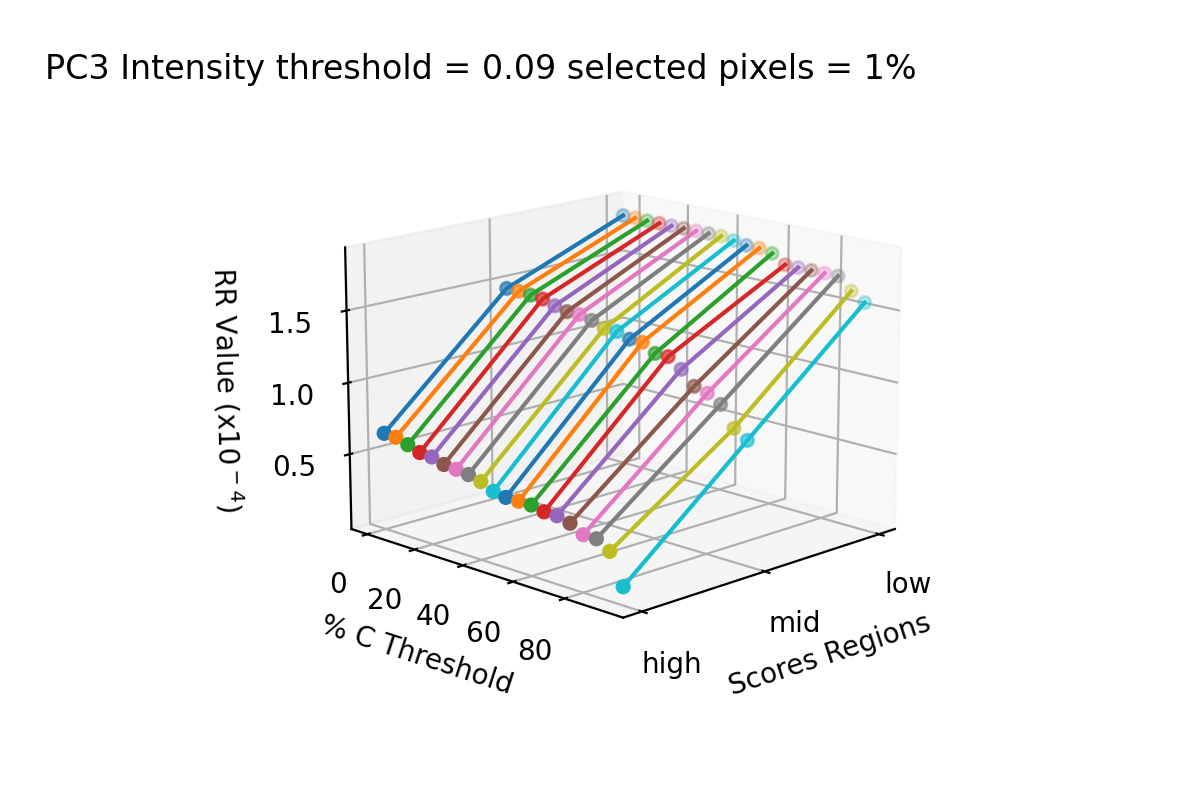 PC3 Intensity threshold = 0.09 selected pixels = 1%
RR Value (x10⁻⁴)
1.5
1.0
0.5
0
20
40
60
80
% C Threshold
high
mid
low
Scores Regions